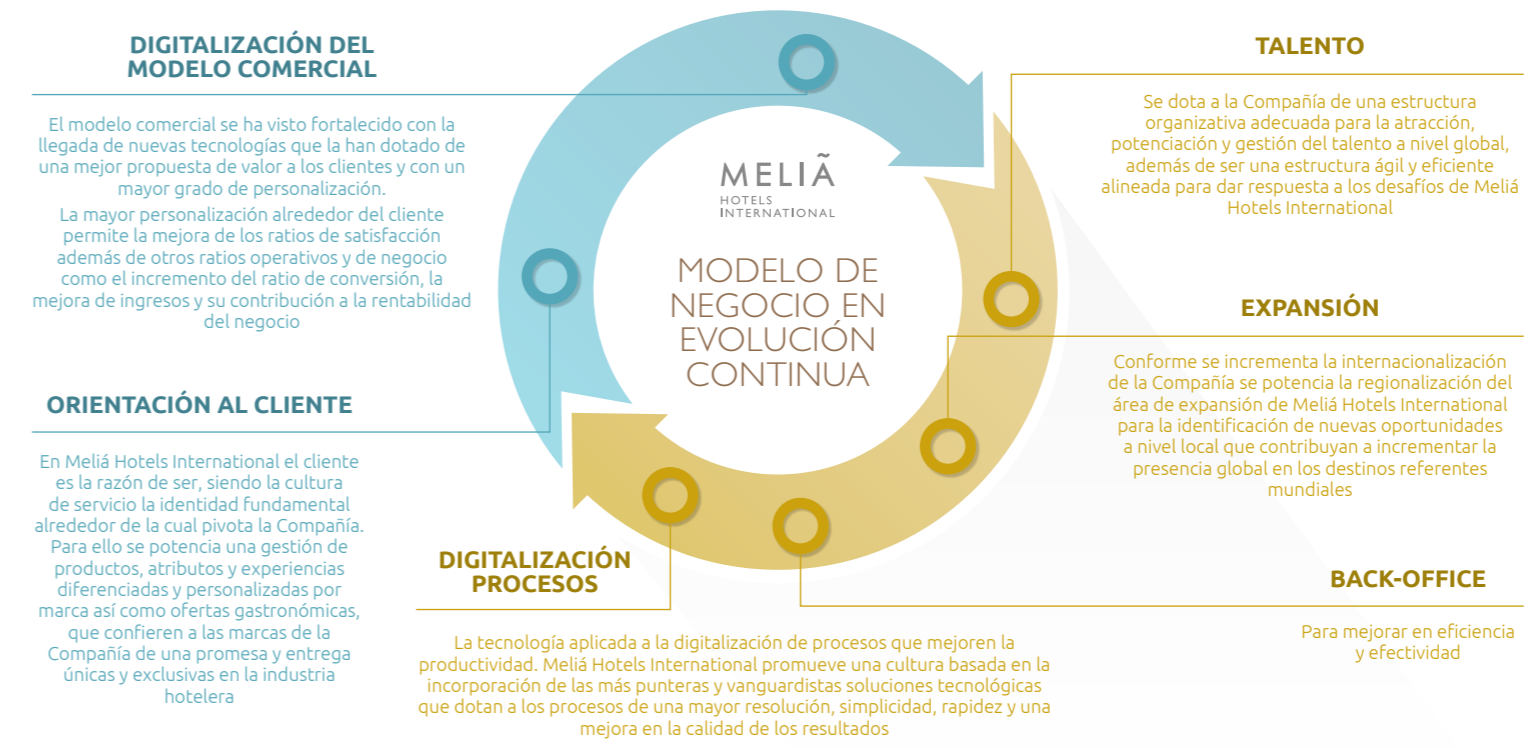 DIGITALIZACIÓN DEL
MODELO COMERCIAL
El modelo comercial se ha visto fortalecido con la
llegada de nuevas tecnologías que la han dotado de
una mejor propuesta de valor a los clientes y con un
mayor grado de personalización.
La mayor personalización alrededor del cliente
permite la mejora de los ratios de satisfacción
además de otros ratios operativos y de negocio
como el incremento del ratio de conversión, la
mejora de ingresos y su contribución a la rentabilidad
del negocio
ORIENTACIÓN AL CLIENTE
En Meliá Hotels International el cliente
es la razón de ser, siendo la cultura
de servicio la identidad fundamental
alrededor de la cual pivota la Compañía.
Para ello se potencia una gestión de
productos, atributos y experiencias
diferenciadas y personalizadas por
marca así como ofertas gastronómicas,
que confieren a las marcas de la
Compañía de una promesa y entrega
únicas y exclusivas en la industria
hotelera
MELIÃ
HOTELS
INTERNATIONAL
MODELO DE
NEGOCIO EN
EVOLUCIÓN
CONTINUA
TALENTO
Se dota a la Compañía de una estructura
organizativa adecuada para la atracción,
potenciación y gestión del talento a nivel global,
además de ser una estructura ágil y eficiente
alineada para dar respuesta a los desafíos de Meliá
Hotels International
EXPANSIÓN
Conforme se incrementa la internacionalización
de la Compañía se potencia la regionalización del
área de expansión de Meliá Hotels International
para la identificación de nuevas oportunidades
a nivel local que contribuyan a incrementar la
presencia global en los destinos referentes
mundiales
BACK-OFFICE
Para mejorar en eficiencia
y efectividad
DIGITALIZACIÓN
PROCESOS
La tecnología aplicada a la digitalización de procesos que mejoren la
productividad. Meliá Hotels International promueve una cultura basada en la
incorporación de las más punteras y vanguardistas soluciones tecnológicas
que dotan a los procesos de una mayor resolución, simplicidad, rapidez y una
mejora en la calidad de los resultados